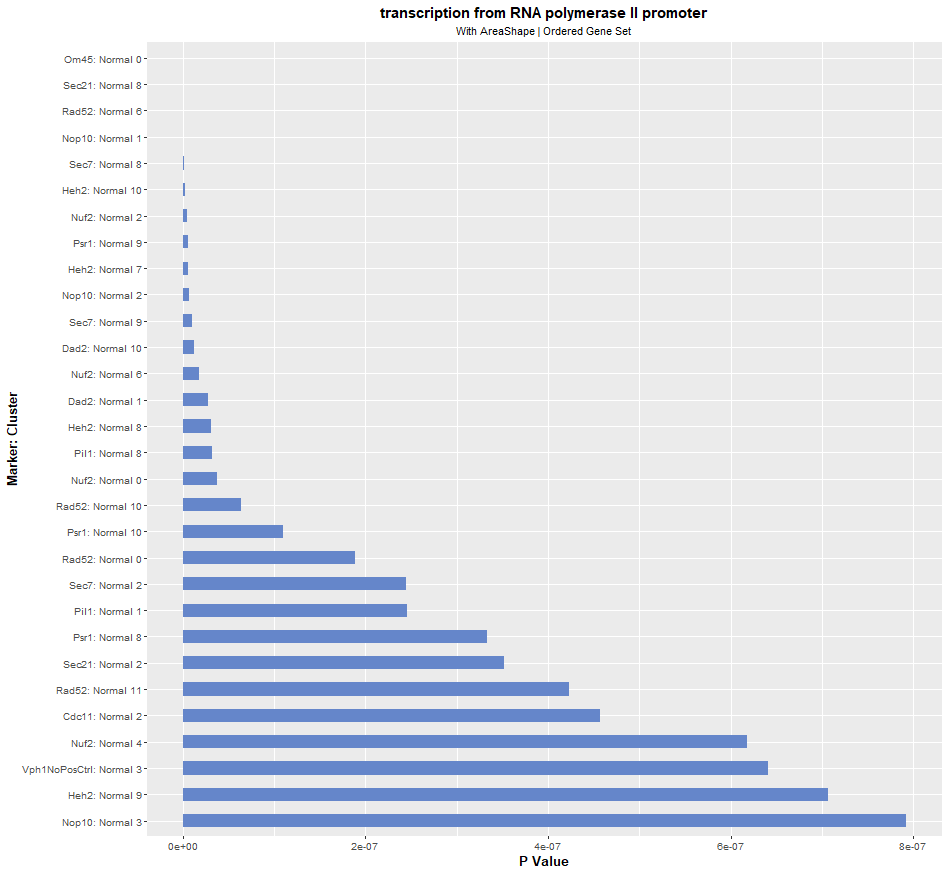 transcription from RNA polymerase II promoter
With AreaShape | Ordered Gene Set
Om45: Normal 0
Sec21: Normal 8
Rad52: Normal 6
Nop10: Normal 1
Sec7: Normal 8
Heh2: Normal 10
Nuf2: Normal 2
Psr1: Normal 9
Heh2: Normal 7
Nop10: Normal 2
Sec7: Normal 9
Dad2: Normal 10
Nuf2: Normal 6
Dad2: Normal 1
Heh2: Normal 8
Pil1: Normal 8
Nuf2: Normal 0
Rad52: Normal 10
Psr1: Normal 10
Rad52: Normal 0
Sec7: Normal 2
Pil1: Normal 1
Psr1: Normal 8
Sec21: Normal 2
Rad52: Normal 11
Cdc11: Normal 2
Nuf2: Normal 4
Vph1NoPosCtrl: Normal 3
Heh2: Normal 9
Nop10: Normal 3
Marker: Cluster
0e+00 2e-07 4e-07 6e-07 8e-07
P Value